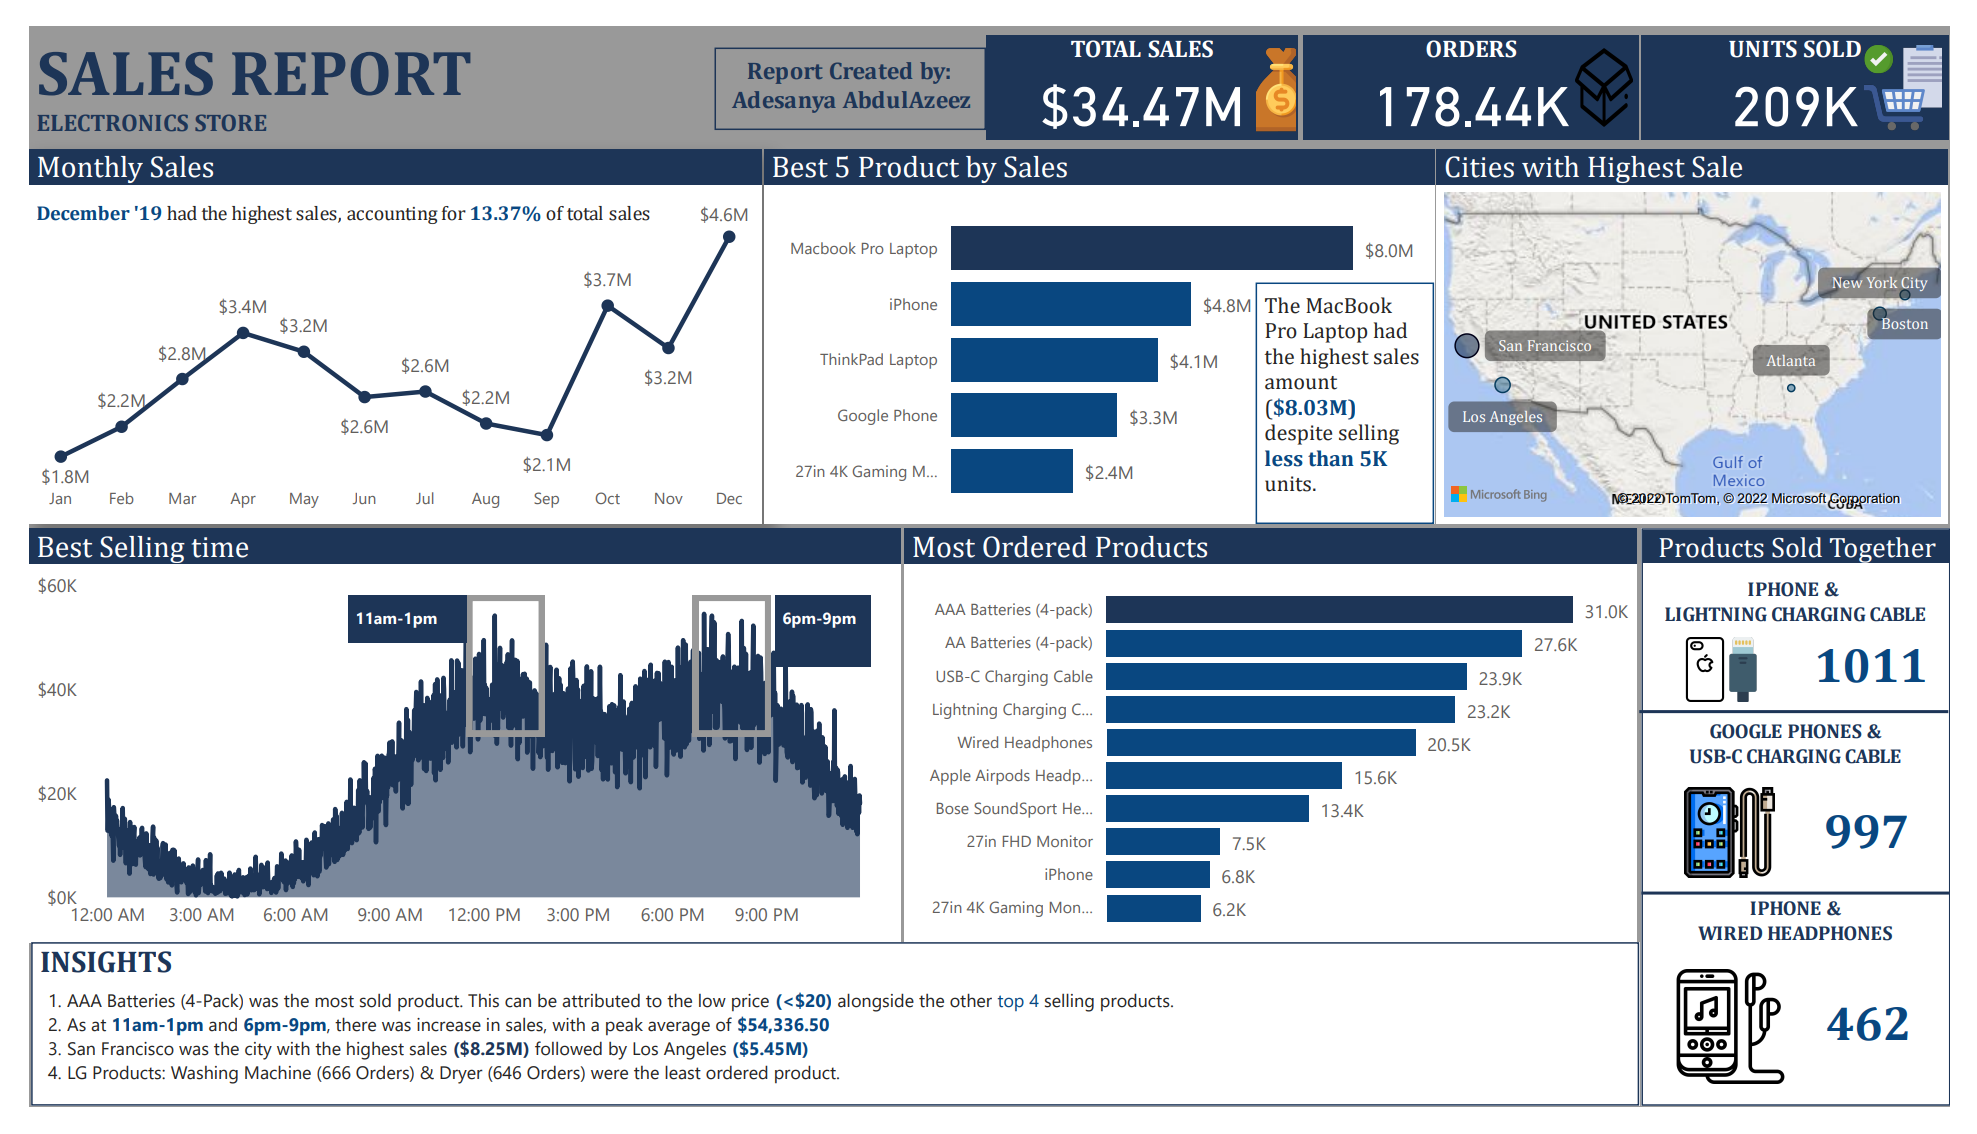 SALES REPORT
ELECTRONICS STORE
Report Created by:
Adesanya AbdulAzeez
TOTAL SALES
$34.47M
ORDERS
178.44K
UNITS SOLD
209K
Monthly Sales
December '19 had the highest sales, accounting for 13.37% of total sales
$1.8M
$2.2M
$2.8M
$3.4M
$3.2M
$2.6M
$2.6M
$2.2M
$2.1M
$3.7M
$3.2M
$4.6M
Jan Feb Mar Apr May Jun Jul Aug Sep Oct Nov Dec
Best 5 Product by Sales
Macbook Pro Laptop $8.0M
iPhone $4.8M
ThinkPad Laptop $4.1M
Google Phone $3.3M
27in 4K Gaming M... $2.4M
The MacBook
Pro Laptop had
the highest sales
amount
($8.03M)
despite selling
less than 5K
units.
Cities with Highest Sale
New York City
Boston
UNITED STATES
San Francisco
Atlanta
Los Angeles
Gulf of
Mexico
Microsoft Bing
© 2022 TomTom, © 2022 Microsoft Corporation
CUBA
Best Selling time
$60K
$40K
$20K
$0K
11am-1pm
6pm-9pm
12:00 AM 3:00 AM 6:00 AM 9:00 AM 12:00 PM 3:00 PM 6:00 PM 9:00 PM
Most Ordered Products
AAA Batteries (4-pack) 31.0K
AA Batteries (4-pack) 27.6K
USB-C Charging Cable 23.9K
Lightning Charging C... 23.2K
Wired Headphones 20.5K
Apple Airpods Headp... 15.6K
Bose SoundSport He... 13.4K
27in FHD Monitor 7.5K
iPhone 6.8K
27in 4K Gaming Mon... 6.2K
Products Sold Together
IPHONE &
LIGHTNING CHARGING CABLE
1011
GOOGLE PHONES &
USB-C CHARGING CABLE
997
IPHONE &
WIRED HEADPHONES
462
INSIGHTS
1. AAA Batteries (4-Pack) was the most sold product. This can be attributed to the low price (<$20) alongside the other top 4 selling products.
2. As at 11am-1pm and 6pm-9pm, there was increase in sales, with a peak average of $54,336.50
3. San Francisco was the city with the highest sales ($8.25M) followed by Los Angeles ($5.45M)
4. LG Products: Washing Machine (666 Orders) & Dryer (646 Orders) were the least ordered product.